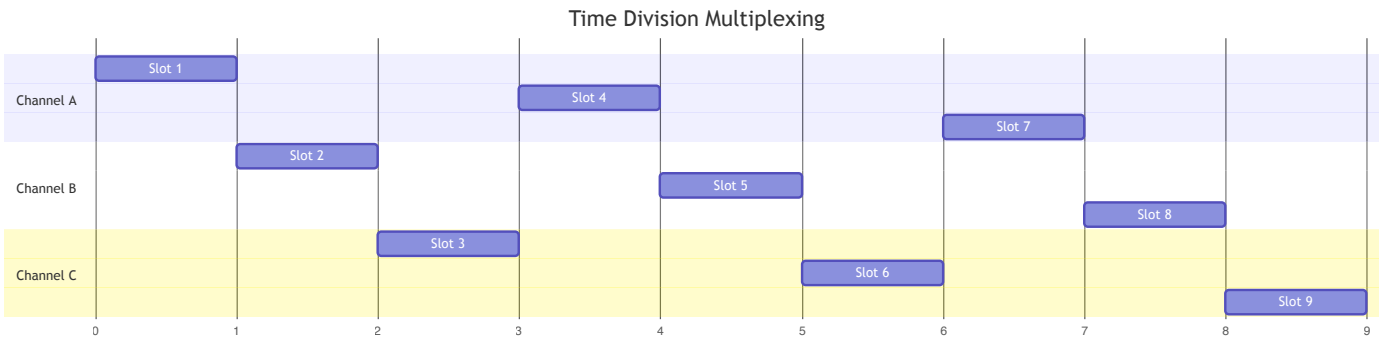 Time Division Multiplexing
Slot 1
Channel A
Slot 4
Slot 7
Slot 2
Channel B
Slot 5
Slot 8
Slot 3
Channel C
Slot 6
Slot 9
0 1 2 3 4 5 6 7 8 9